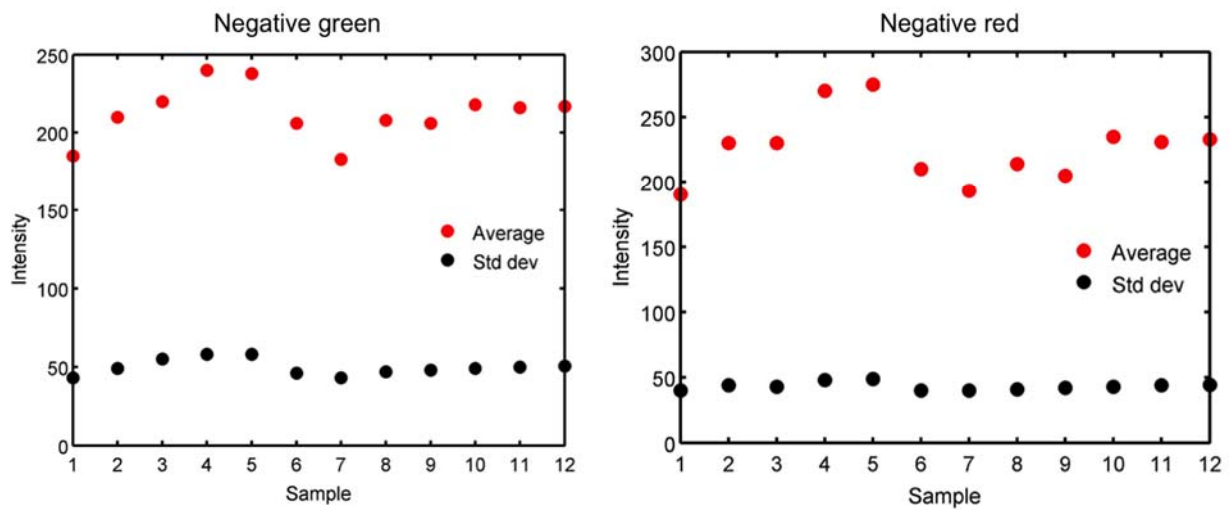 Negative green
250
200
150
100
50
0
Intensity
Average
Std dev
1 2 3 4 5 6 7 8 9 10 11 12
Sample
Negative red
300
250
200
150
100
50
0
Intensity
Average
Std dev
1 2 3 4 5 6 7 8 9 10 11 12
Sample